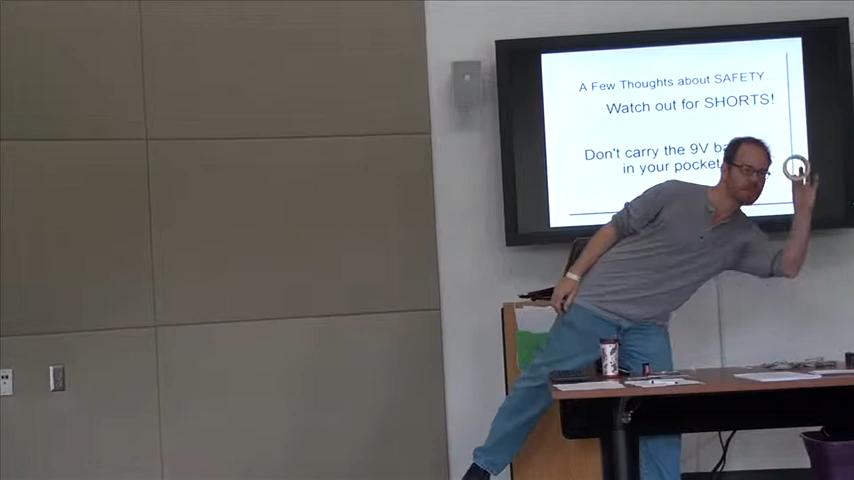 A Few Thoughts about SAFETY...
Watch out for SHORTS!
Don't carry the 9V
in your pocket